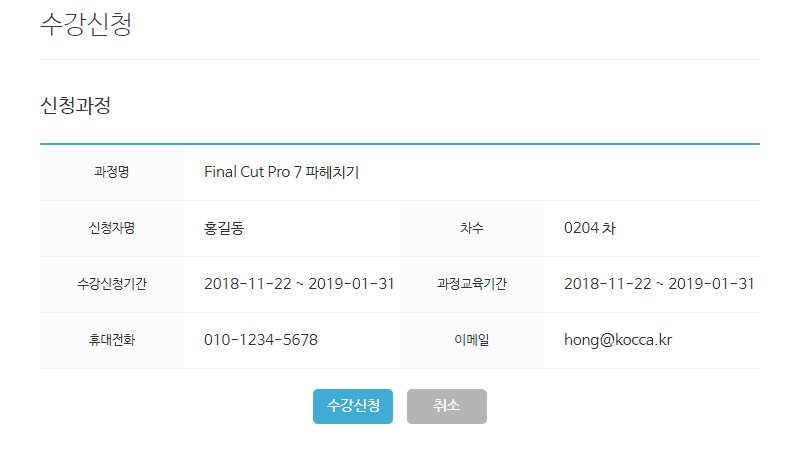 수강신청
신청과정
과정명 Final Cut Pro 7 파헤치기
신청자명 홍길동 차수 0204 차
수강신청기간 2018-11-22 ~ 2019-01-31 과정교육기간 2018-11-22 ~ 2019-01-31
휴대전화 010-1234-5678 이메일 hong@kocca.kr
수강신청 취소